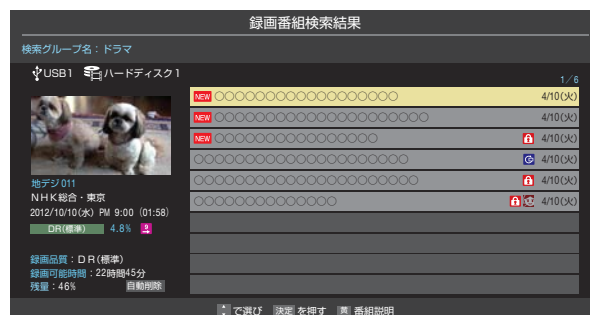 録画番組検索結果
検索グループ名：ドラマ
USB1 ハードディスク1
1/6
NEW ○○○○○○○○○○○○○○○○○○ 4/10(火)
NEW ○○○○○○○○○○○○○○○○○○○○○ 4/10(火)
NEW ○○○○○○○○○○○○○○○○ 4/10(火)
○○○○○○○○○○○○○○○○○○○○○ 4/10(火)
○○○○○○○○○○○○○○○○○○○○○○ 4/10(火)
○○○○○○○○○○○○○○ 4/10(火)
地デジ011
NHK総合・東京
2012/10/10(水) PM 9:00 (01:58)
DR(標準) 4.8%
録画品質：DR(標準)
録画可能時間：22時間45分
残量：46% 自動削除
で選び 決定 を押す 黄 番組説明